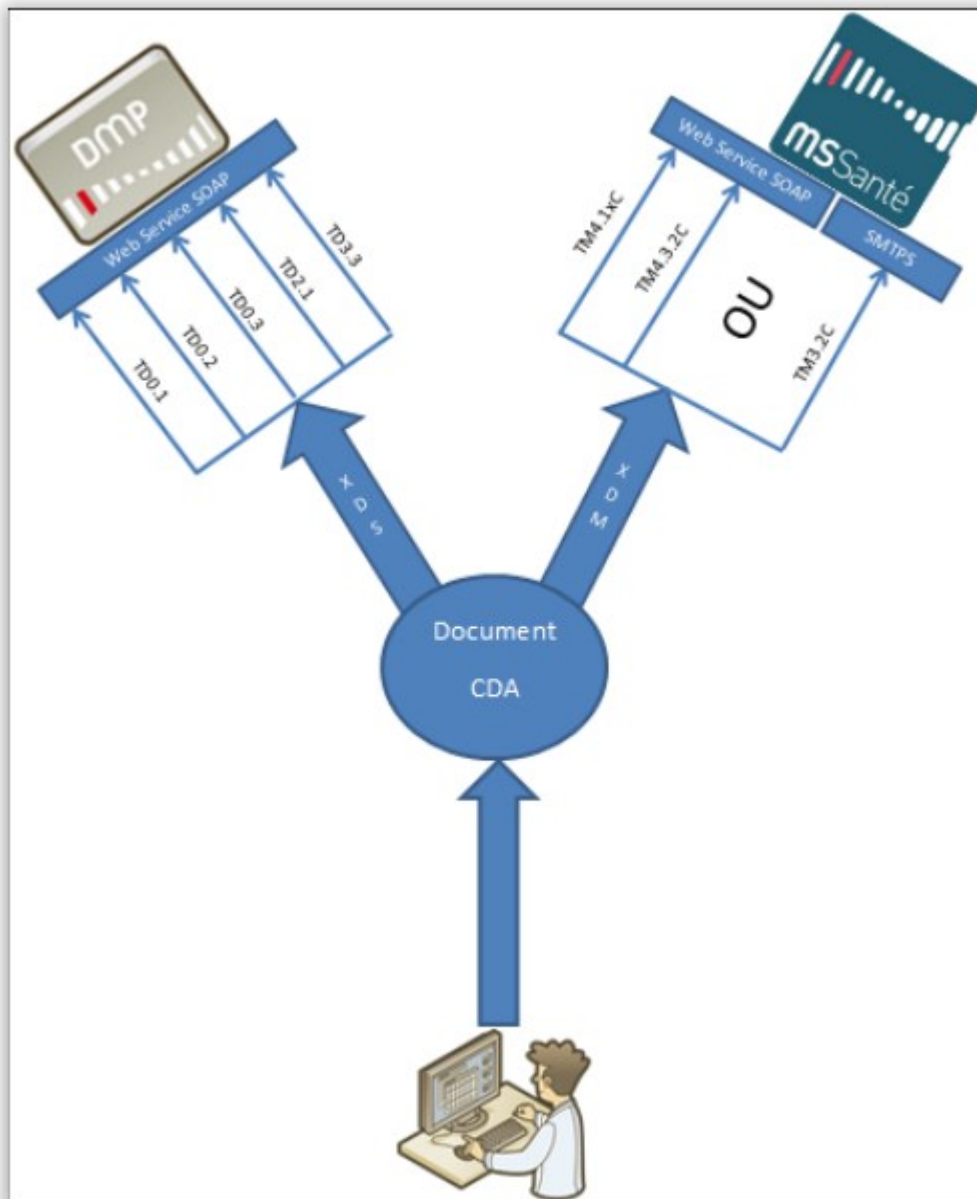 DMP
Web Service SOAP
TD0.1
TD0.2
TD0.3
TD2.1
TD3.3
msSanté
Web Service SOAP
SMTPS
TM4.1xC
TM4.3.2C
OU
TM3.2C
XDS
XDM
Document
CDA